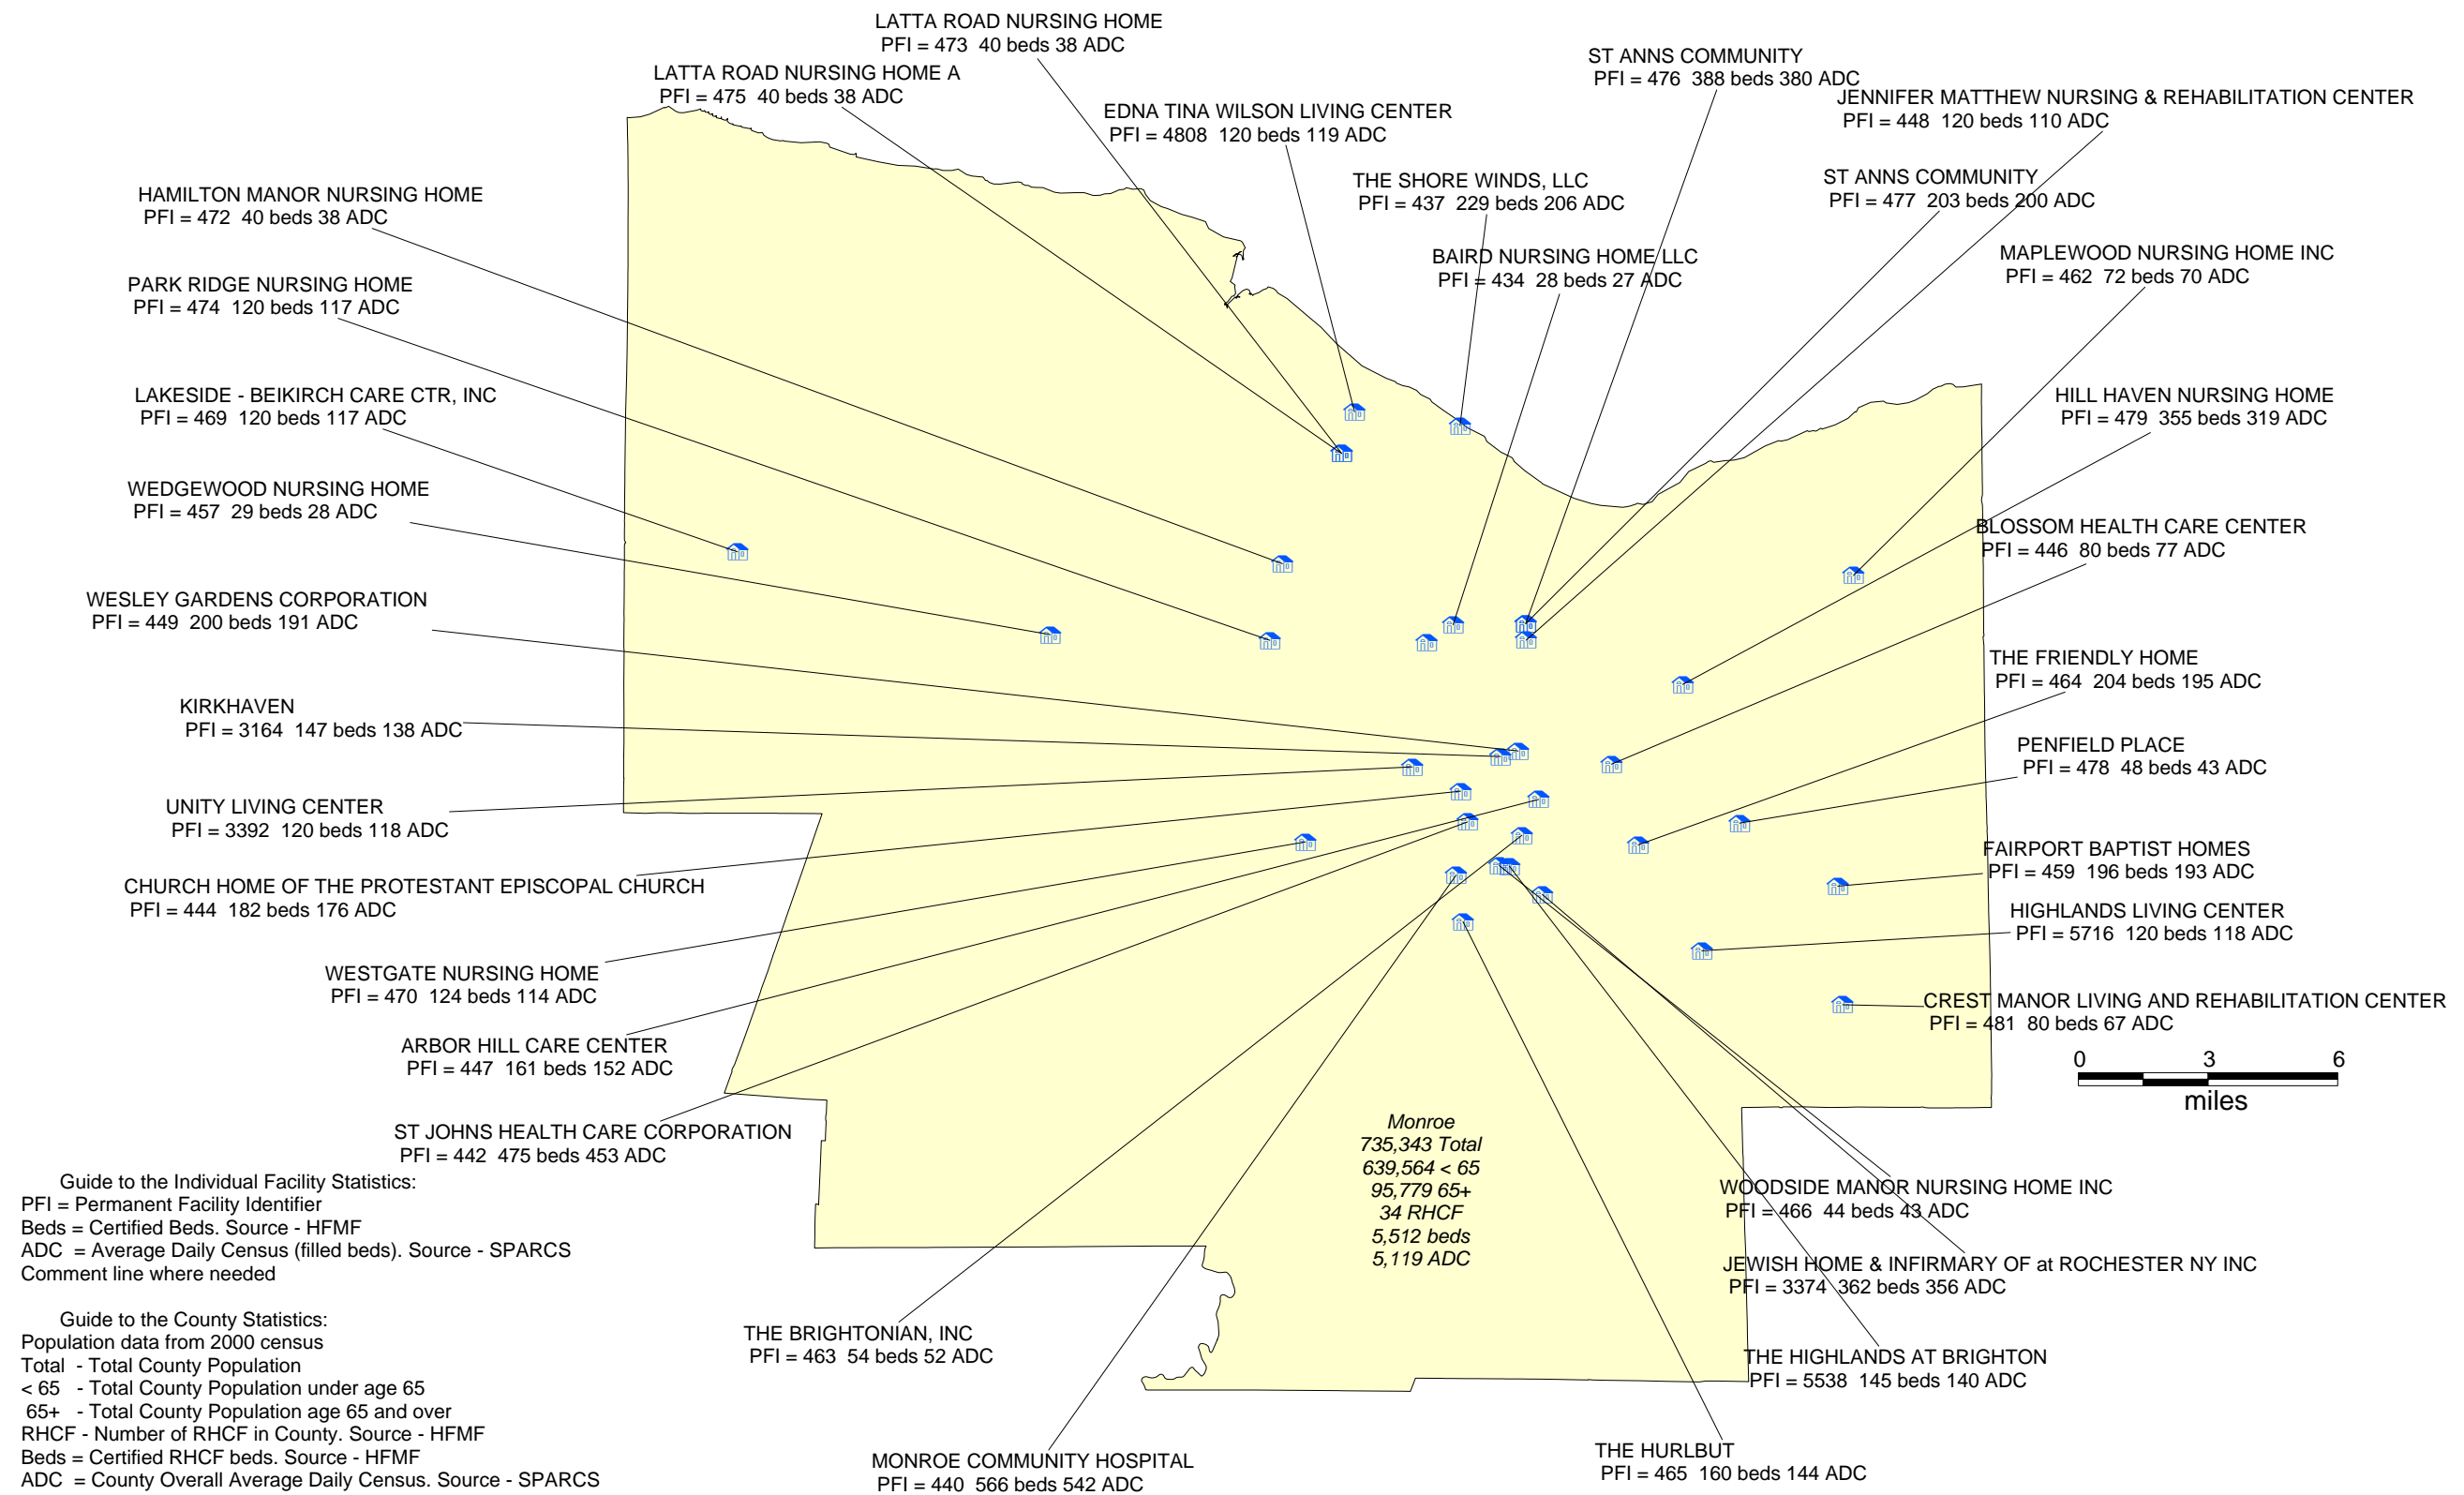 LATTA ROAD NURSING HOME
PFI = 473  40 beds 38 ADC
LATTA ROAD NURSING HOME A
PFI = 475  40 beds 38 ADC
EDNA TINA WILSON LIVING CENTER
PFI = 4808  120 beds 119 ADC
ST ANNS COMMUNITY
PFI = 476  388 beds 380 ADC
JENNIFER MATTHEW NURSING & REHABILITATION CENTER
PFI = 448  120 beds 110 ADC
THE SHORE WINDS, LLC
PFI = 437  229 beds 206 ADC
ST ANNS COMMUNITY
PFI = 477  203 beds 200 ADC
HAMILTON MANOR NURSING HOME
PFI = 472  40 beds 38 ADC
BAIRD NURSING HOME LLC
PFI = 434  28 beds 27 ADC
MAPLEWOOD NURSING HOME INC
PFI = 462  72 beds 70 ADC
PARK RIDGE NURSING HOME
PFI = 474  120 beds 117 ADC
LAKESIDE - BEIKIRCH CARE CTR, INC
PFI = 469  120 beds 117 ADC
HILL HAVEN NURSING HOME
PFI = 479  355 beds 319 ADC
WEDGEWOOD NURSING HOME
PFI = 457  29 beds 28 ADC
BLOSSOM HEALTH CARE CENTER
PFI = 446  80 beds 77 ADC
WESLEY GARDENS CORPORATION
PFI = 449  200 beds 191 ADC
THE FRIENDLY HOME
PFI = 464  204 beds 195 ADC
KIRKHAVEN
PFI = 3164  147 beds 138 ADC
PENFIELD PLACE
PFI = 478  48 beds 43 ADC
UNITY LIVING CENTER
PFI = 3392  120 beds 118 ADC
FAIRPORT BAPTIST HOMES
PFI = 459  196 beds 193 ADC
CHURCH HOME OF THE PROTESTANT EPISCOPAL CHURCH
PFI = 444  182 beds 176 ADC
HIGHLANDS LIVING CENTER
PFI = 5716  120 beds 118 ADC
WESTGATE NURSING HOME
PFI = 470  124 beds 114 ADC
CREST MANOR LIVING AND REHABILITATION CENTER
PFI = 481  80 beds 67 ADC
ARBOR HILL CARE CENTER
PFI = 447  161 beds 152 ADC
0 3 6
miles
ST JOHNS HEALTH CARE CORPORATION
PFI = 442  475 beds 453 ADC
Monroe
735,343 Total
639,564 < 65
95,779 65+
34 RHCF
5,512 beds
5,119 ADC
WOODSIDE MANOR NURSING HOME INC
PFI = 466  44 beds 43 ADC
JEWISH HOME & INFIRMARY OF at ROCHESTER NY INC
PFI = 3374  362 beds 356 ADC
Guide to the Individual Facility Statistics:
PFI = Permanent Facility Identifier
Beds = Certified Beds. Source - HFMF
ADC  = Average Daily Census (filled beds). Source - SPARCS
Comment line where needed
Guide to the County Statistics:
Population data from 2000 census
Total  - Total County Population
< 65   - Total County Population under age 65
65+   - Total County Population age 65 and over
RHCF - Number of RHCF in County. Source - HFMF
Beds = Certified RHCF beds. Source - HFMF
ADC  = County Overall Average Daily Census. Source - SPARCS
THE BRIGHTONIAN, INC
PFI = 463  54 beds 52 ADC
THE HIGHLANDS AT BRIGHTON
PFI = 5538  145 beds 140 ADC
MONROE COMMUNITY HOSPITAL
PFI = 440  566 beds 542 ADC
THE HURLBUT
PFI = 465  160 beds 144 ADC